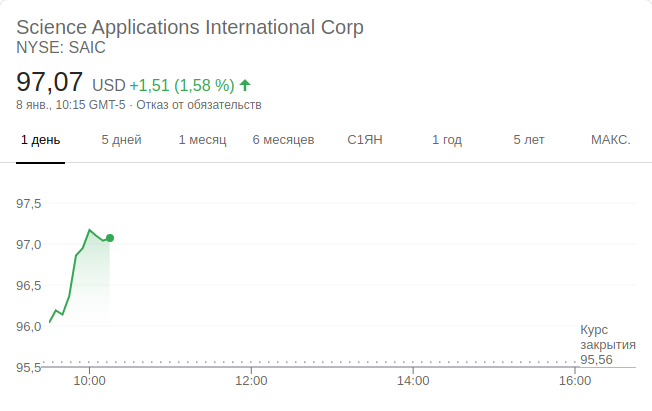 Science Applications International Corp
NYSE: SAIC
97,07 USD +1,51 (1,58 %)
8 янв., 10:15 GMT-5 · Отказ от обязательств
1 день 5 дней 1 месяц 6 месяцев С1ЯН 1 год 5 лет МАКС.
97,5
97,0
96,5
96,0
Курс
закрытия
95,56
95,5
10:00 12:00 14:00 16:00